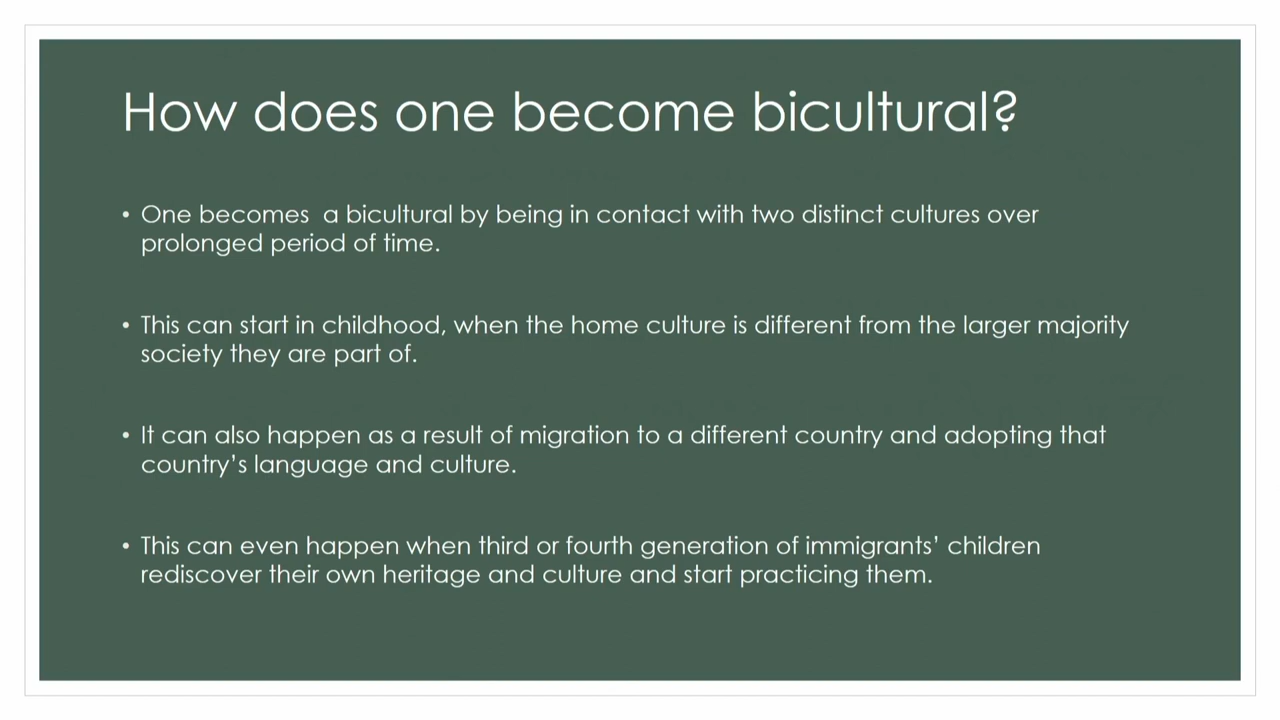 How does one become bicultural?
• One becomes  a bicultural by being in contact with two distinct cultures over
prolonged period of time.
• This can start in childhood, when the home culture is different from the larger majority
society they are part of.
• It can also happen as a result of migration to a different country and adopting that
country’s language and culture.
• This can even happen when third or fourth generation of immigrants’ children
rediscover their own heritage and culture and start practicing them.